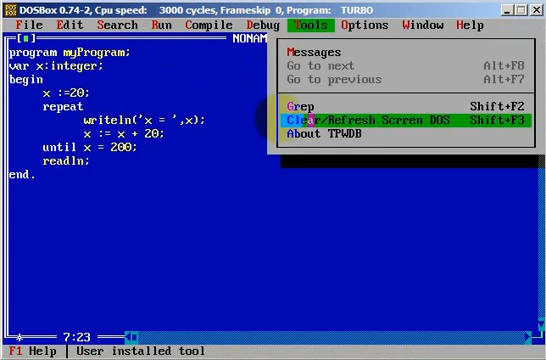 DOSBox 0.74-2, Cpu speed: 3000 cycles, Frameskip 0, Program: TURBO
File Edit Search Run Compile Debug Tools Options Window Help
NONAM
program myProgram;
var x:integer;
begin
x :=20;
repeat
writeln('x = ',x);
x := x + 20;
until x = 200;
readln;
end.
Messages
Go to next Alt+F8
Go to previous Alt+F7
Grep Shift+F2
Clear/Refresh Scrren DOS Shift+F3
About TPWDB
7:23
F1 Help User installed tool